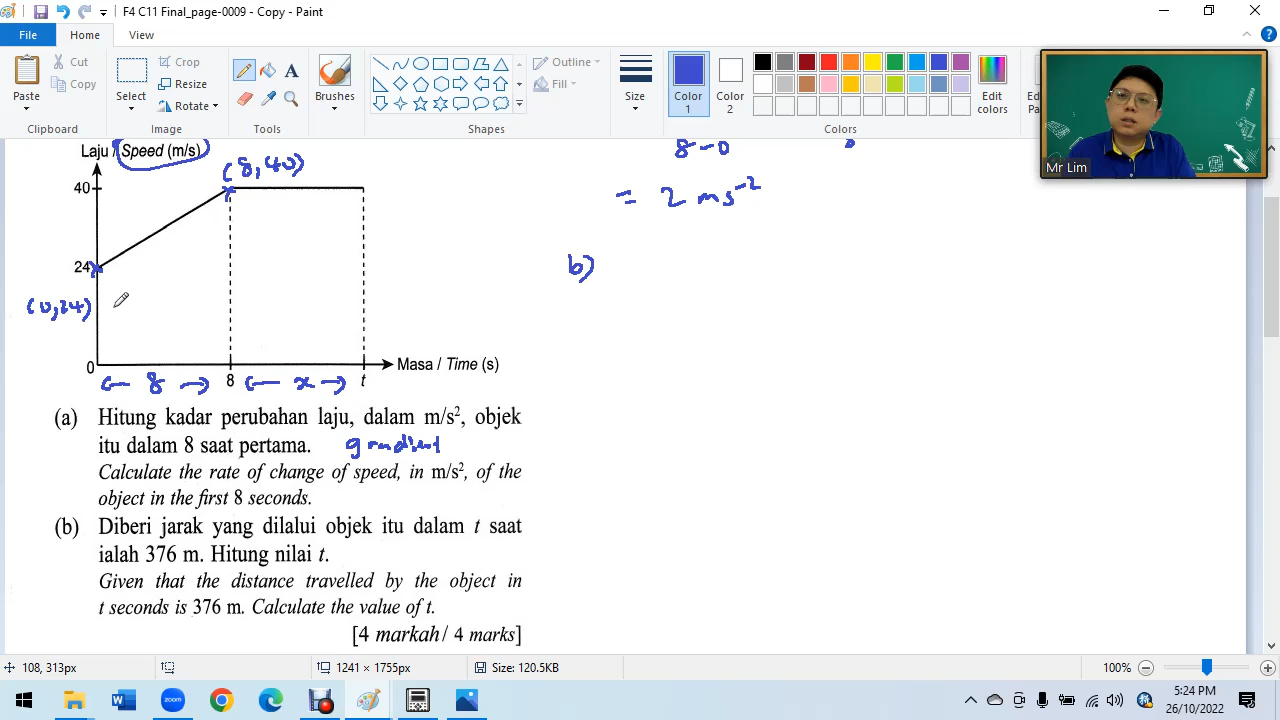 F4 C11 Final_page-0009 - Copy - Paint
File
Home
View
Paste
Cut
Copy
Clipboard
Select
Crop
Resize
Rotate
Image
Tools
Brushes
Shapes
Outline
Fill
Size
Color 1
Color 2
Edit colors
Colors
Mr Lim
Laju / Speed (m/s)
(8,40)
40
24
(0,24)
0
8
x
8
t
Masa / Time (s)
8 - 0
= 2 ms⁻²
b)
(a) Hitung kadar perubahan laju, dalam m/s², objek
itu dalam 8 saat pertama. gradient
Calculate the rate of change of speed, in m/s², of the
object in the first 8 seconds.
(b) Diberi jarak yang dilalui objek itu dalam t saat
ialah 376 m. Hitung nilai t.
Given that the distance travelled by the object in
t seconds is 376 m. Calculate the value of t.
[4 markah / 4 marks]
108, 313px
1241 × 1755px
Size: 120.5KB
100%
zoom
5:24 PM
26/10/2022